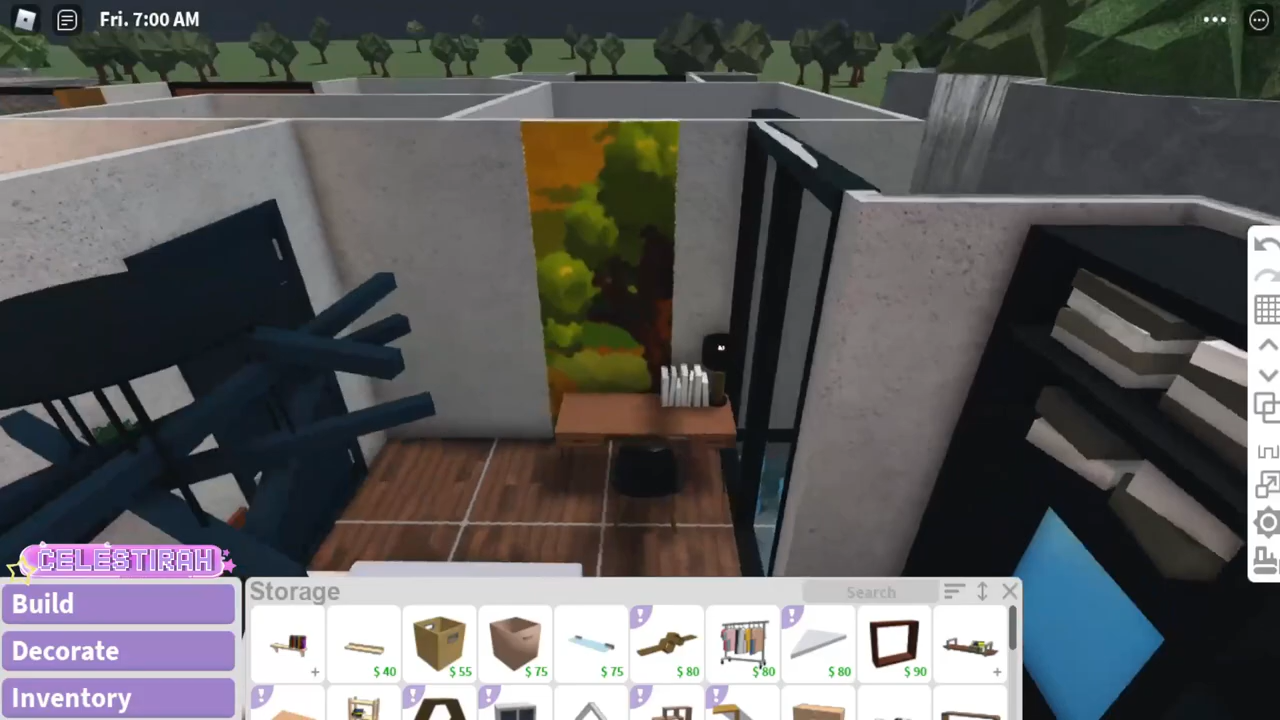 Fri. 7:00 AM
CELESTIRAH
Build
Decorate
Inventory
Storage
Search
$ 40
$ 55
$ 75
$ 75
$ 80
$ 80
$ 80
$ 90